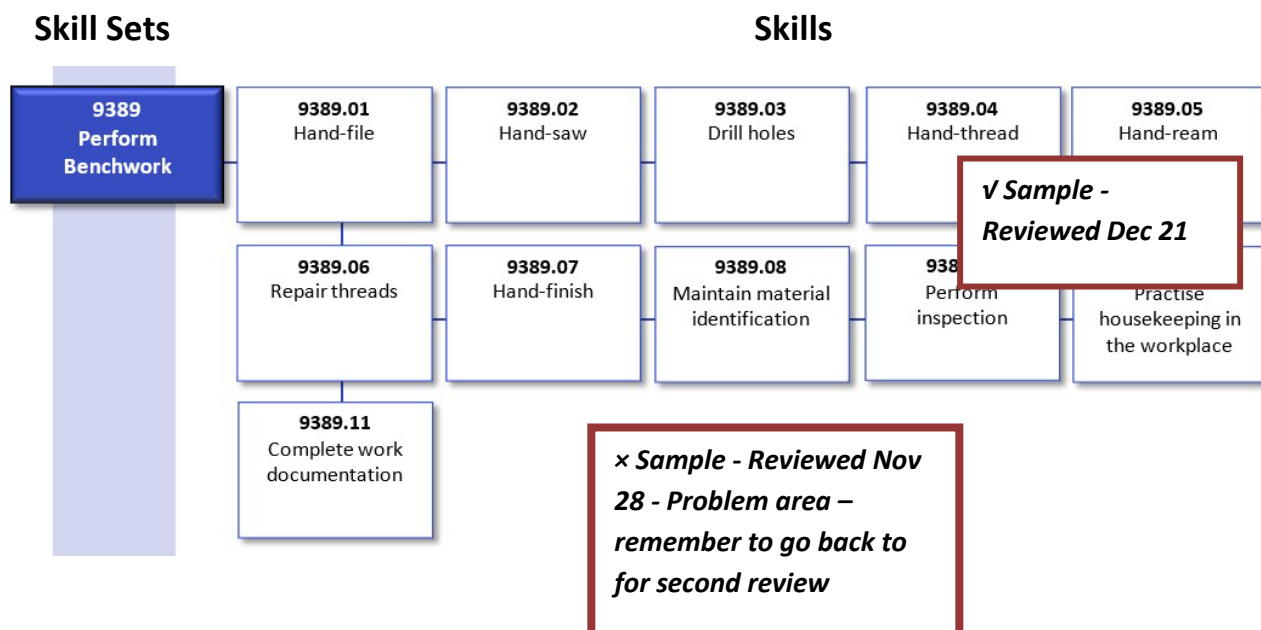 Skill Sets
Skills
9389
Perform
Benchwork
9389.01
Hand-file
9389.02
Hand-saw
9389.03
Drill holes
9389.04
Hand-thread
9389.05
Hand-ream
√ Sample -
Reviewed Dec 21
9389.06
Repair threads
9389.07
Hand-finish
9389.08
Maintain material
identification
Perform
inspection
Practise
housekeeping in
the workplace
9389.11
Complete work
documentation
× Sample - Reviewed Nov
28 - Problem area –
remember to go back to
for second review